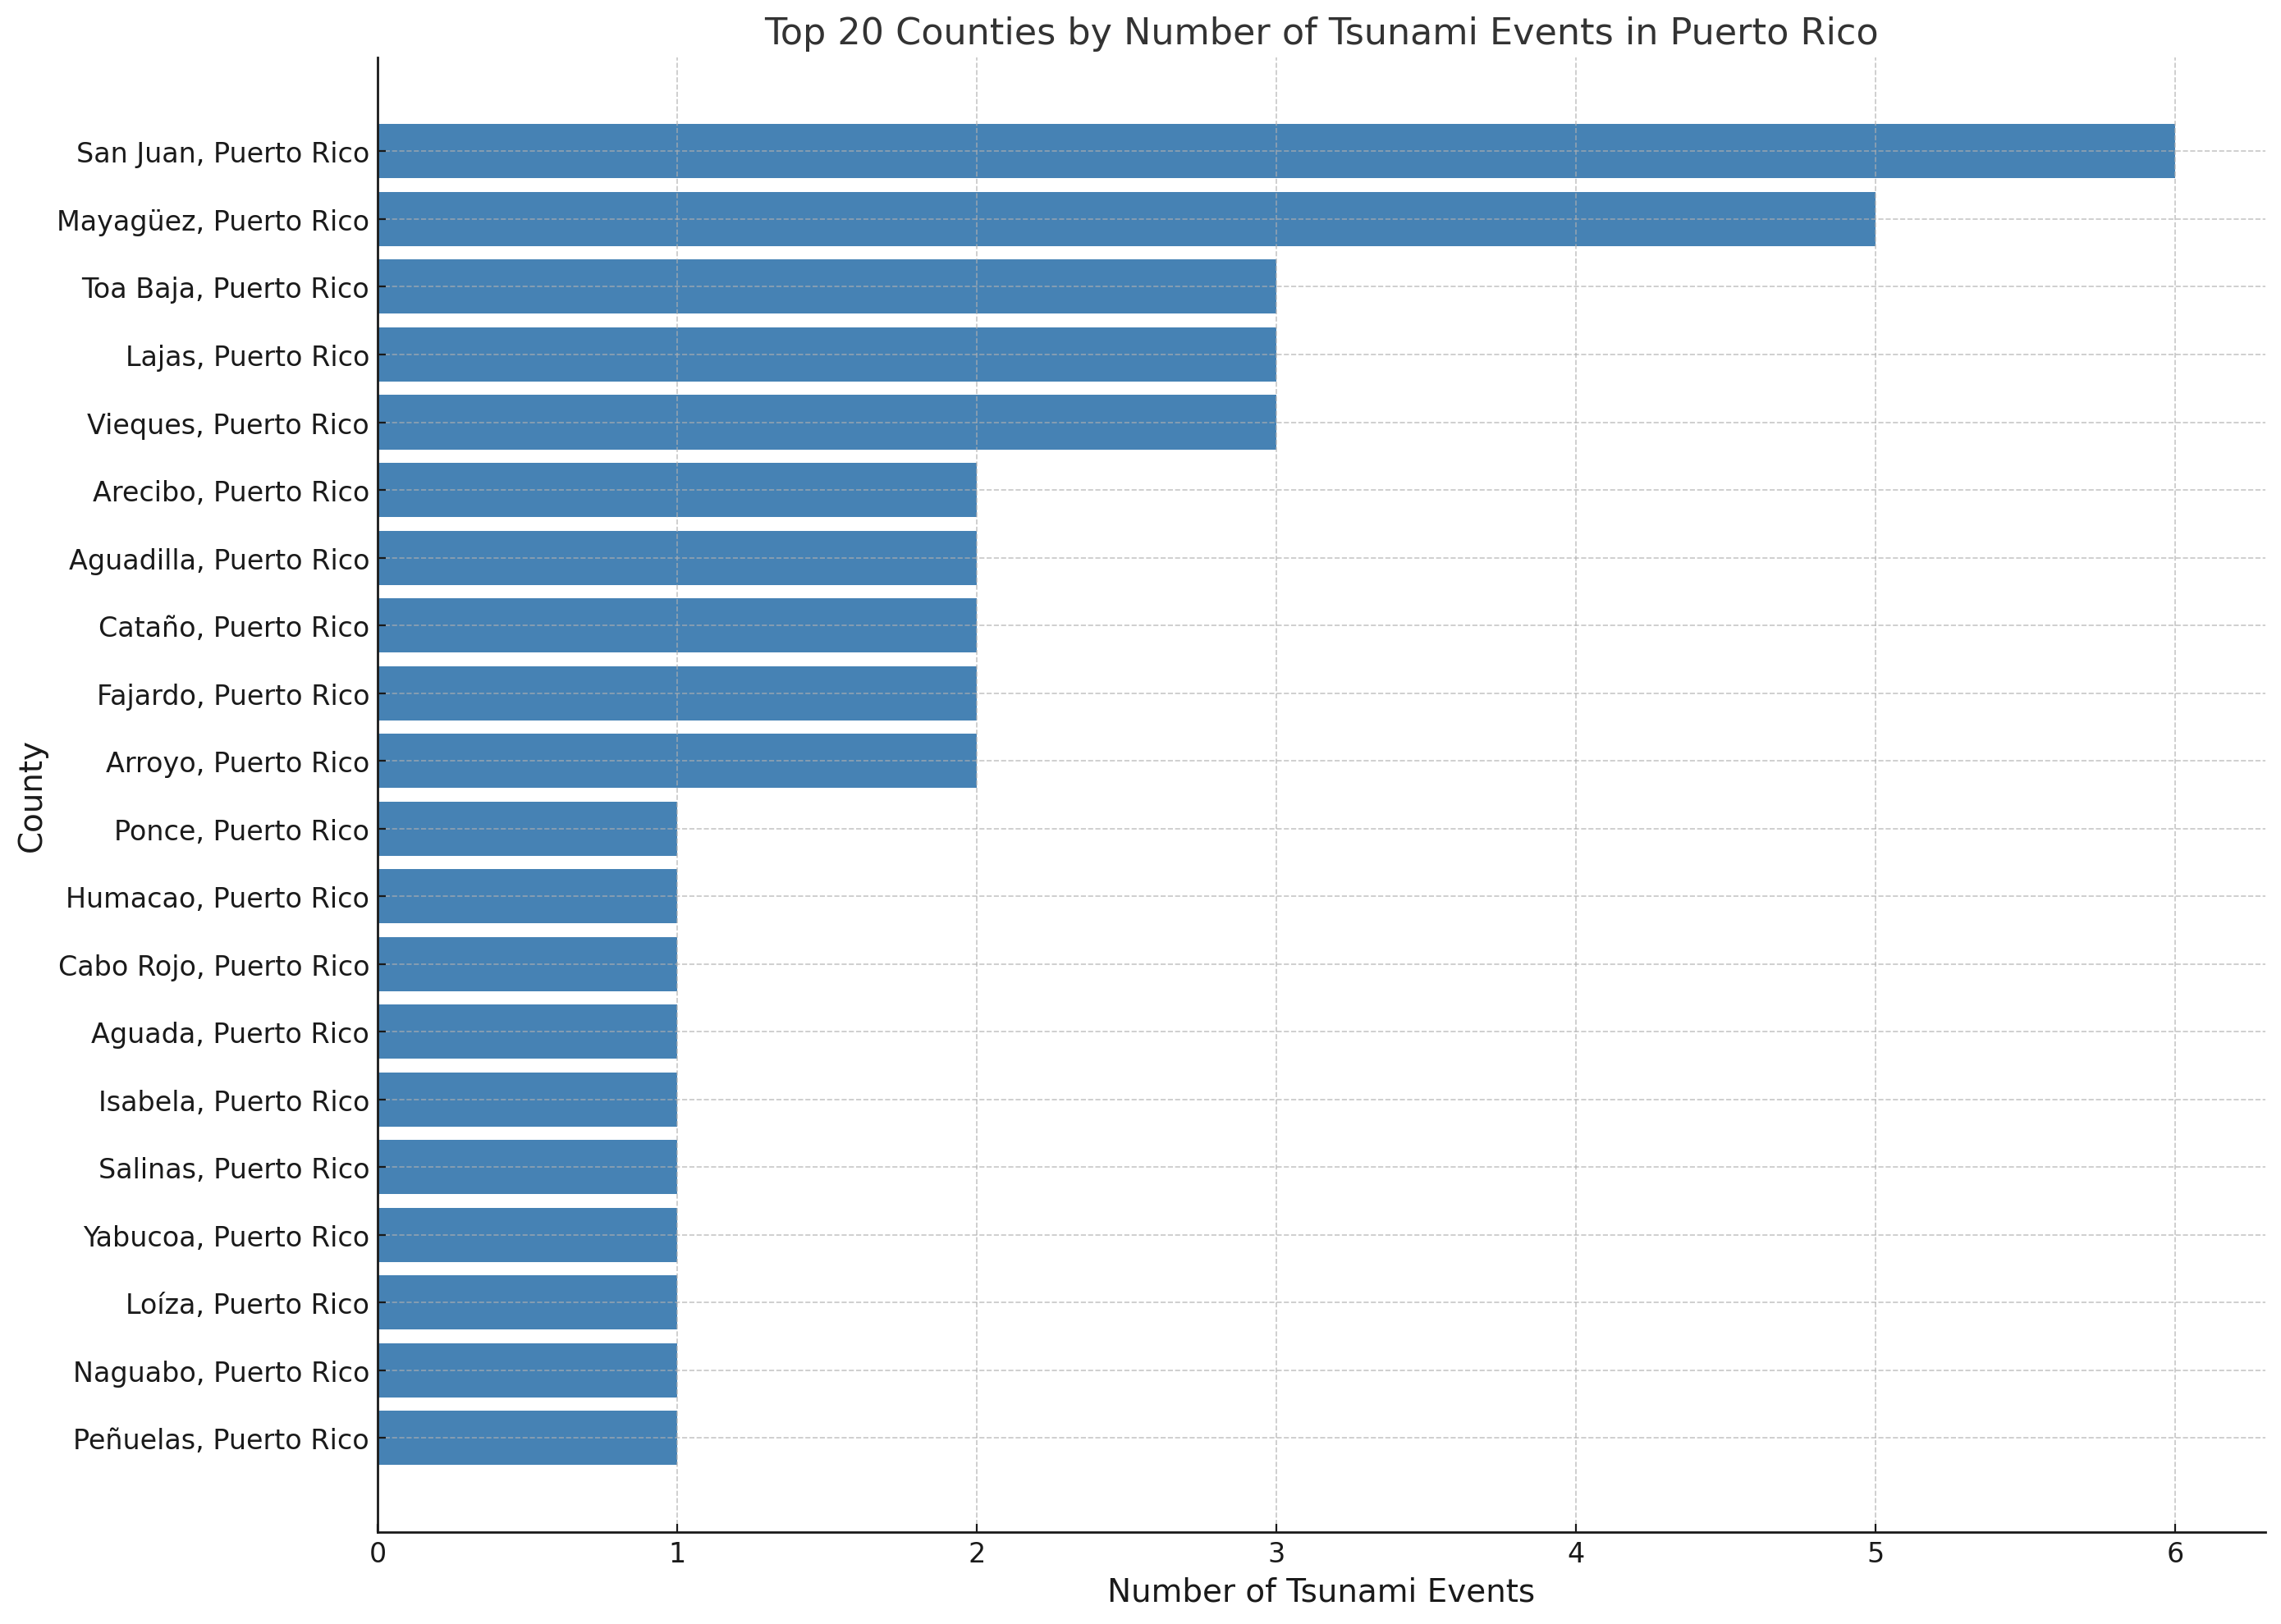 Top 20 Counties by Number of Tsunami Events in Puerto Rico
San Juan, Puerto Rico
Mayagüez, Puerto Rico
Toa Baja, Puerto Rico
Lajas, Puerto Rico
Vieques, Puerto Rico
Arecibo, Puerto Rico
Aguadilla, Puerto Rico
Cataño, Puerto Rico
Fajardo, Puerto Rico
Arroyo, Puerto Rico
Ponce, Puerto Rico
Humacao, Puerto Rico
Cabo Rojo, Puerto Rico
Aguada, Puerto Rico
Isabela, Puerto Rico
Salinas, Puerto Rico
Yabucoa, Puerto Rico
Loíza, Puerto Rico
Naguabo, Puerto Rico
Peñuelas, Puerto Rico
County
0 1 2 3 4 5 6
Number of Tsunami Events